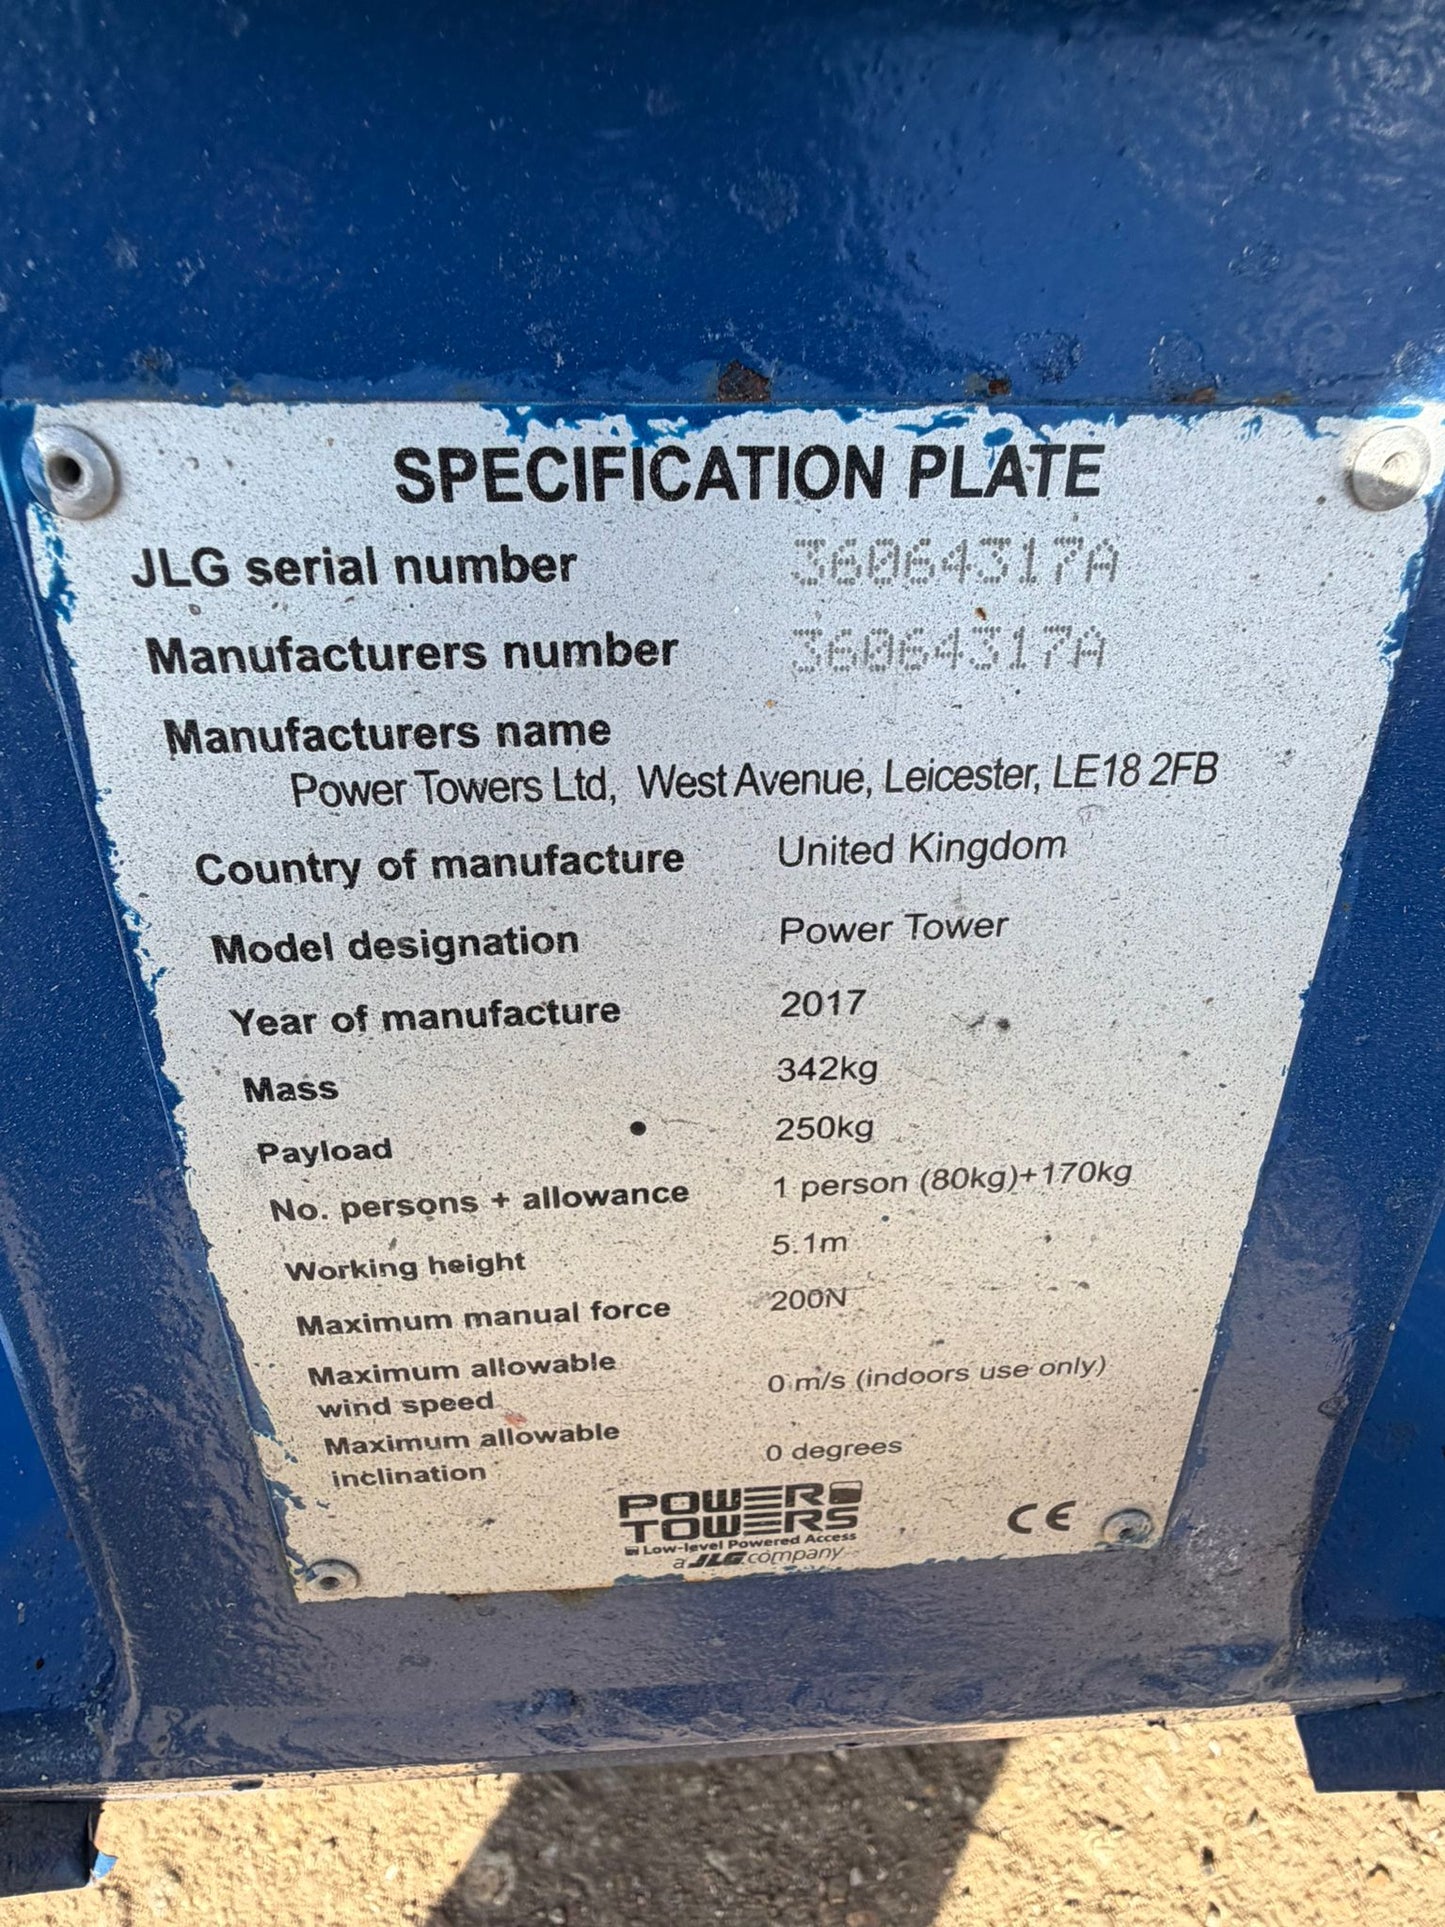 SPECIFICATION PLATE
JLG serial number 36064317A
Manufacturers number 36064317A
Manufacturers name
Power Towers Ltd, West Avenue, Leicester, LE18 2FB
Country of manufacture United Kingdom
Model designation Power Tower
Year of manufacture 2017
Mass 342kg
Payload 250kg
No. persons + allowance 1 person (80kg)+170kg
Working height 5.1m
Maximum manual force 200N
Maximum allowable
wind speed 0 m/s (indoors use only)
Maximum allowable
inclination 0 degrees
POWER
TOWERS
Low-level Powered Access
a JLG company
CE